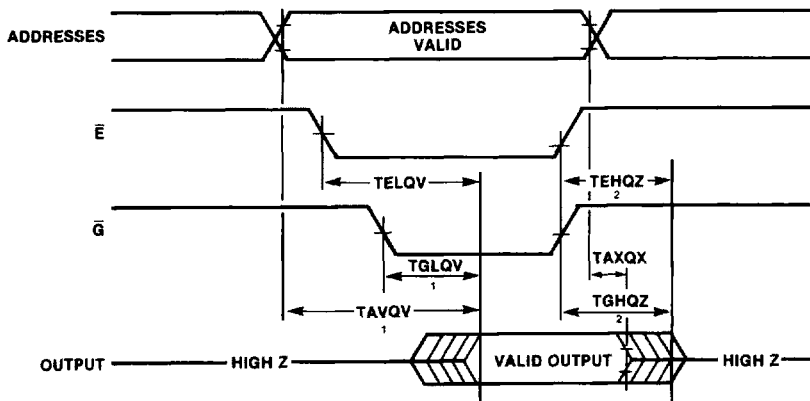 ADDRESSES
ADDRESSES
VALID
E̅
TELQV
TEHQZ
2
G̅
TGLQV
1
TAXQX
TAVQV
1
TGHQZ
2
OUTPUT
HIGH Z
VALID OUTPUT
HIGH Z